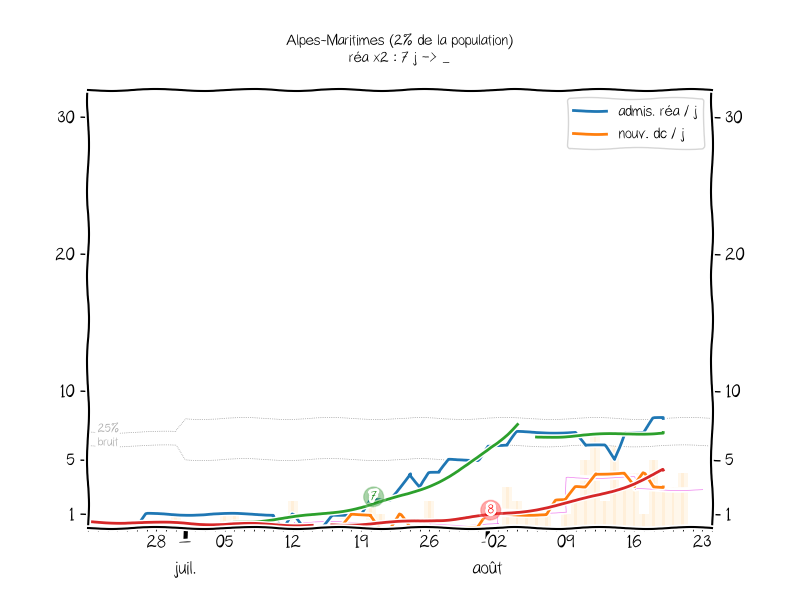 Alpes-Maritimes (2% de la population)
réa x2 : 7 j -> _
admis. réa / j
nouv. dc / j
30 30
20 20
10 10
25%
bruit
5 5
7
8
1 1
28 05 12 19 26 02 09 16 23
juil. août